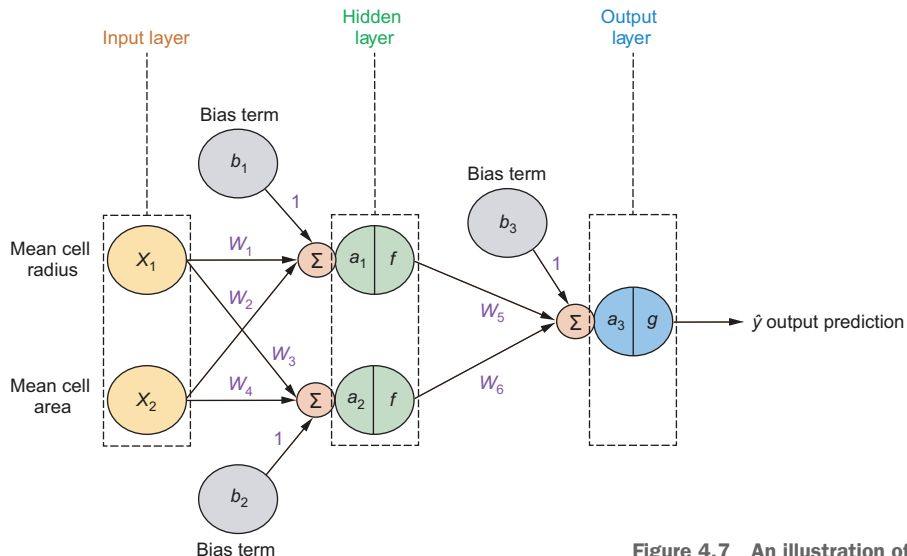 Input layer
Hidden
layer
Output
layer
Bias term
b₁
1
Bias term
b₃
1
Mean cell
radius
X₁
W₁
Σ
a₁
f
W₂
W₃
W₅
Σ
a₃
g
ŷ output prediction
Mean cell
area
X₂
W₄
Σ
a₂
f
W₆
1
b₂
Bias term
Figure 4.7 An illustration of